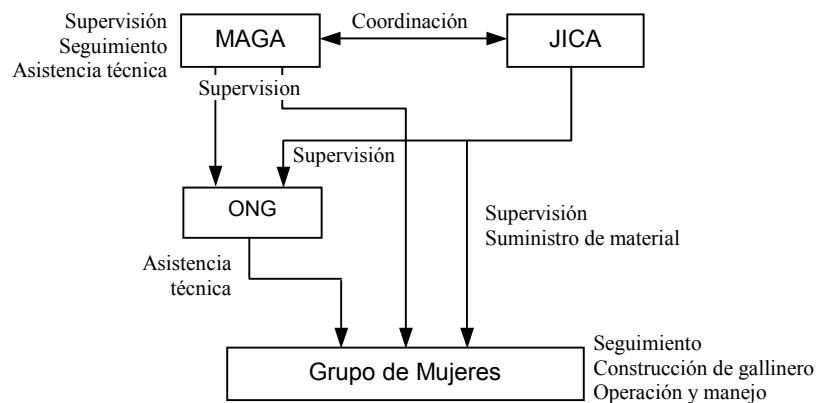 Supervisión
Seguimiento
Asistencia técnica
MAGA
Coordinación
JICA
Supervision
Supervisión
ONG
Supervisión
Suministro de material
Asistencia
técnica
Grupo de Mujeres
Seguimiento
Construcción de gallinero
Operación y manejo